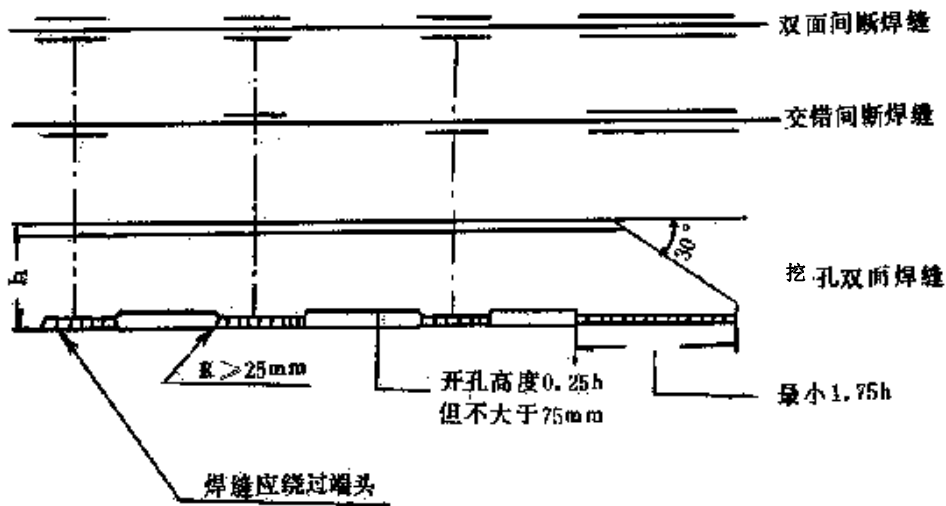 双面间断焊缝
交错间断焊缝
30°
h
挖孔双面焊缝
R≥25mm
开孔高度0.25h
但不大于75mm
最小1.75h
焊缝应绕过端头